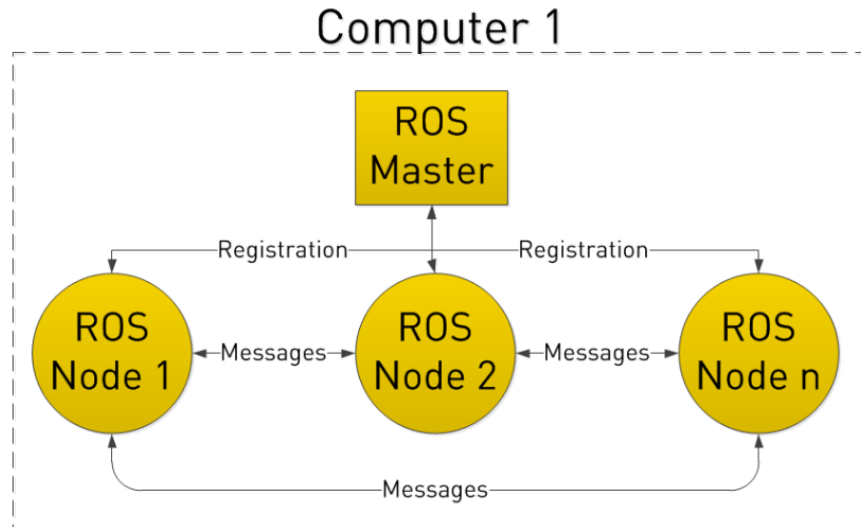 Computer 1
ROS
Master
Registration
Registration
ROS
Node 1
Messages
ROS
Node 2
Messages
ROS
Node n
Messages